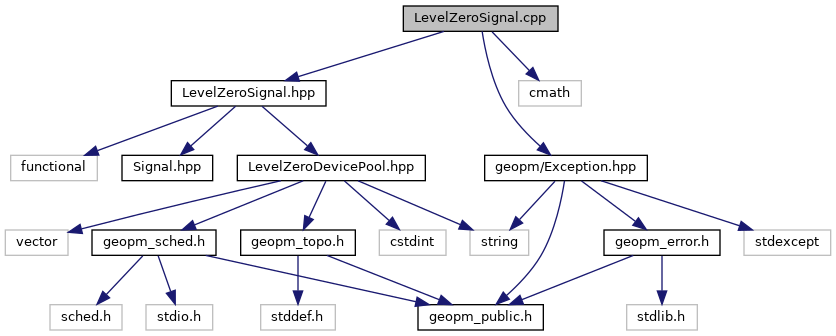 LevelZeroSignal.cpp
LevelZeroSignal.hpp
cmath
functional
Signal.hpp
LevelZeroDevicePool.hpp
geopm/Exception.hpp
vector
geopm_sched.h
geopm_topo.h
cstdint
string
geopm_error.h
stdexcept
sched.h
stdio.h
stddef.h
geopm_public.h
stdlib.h